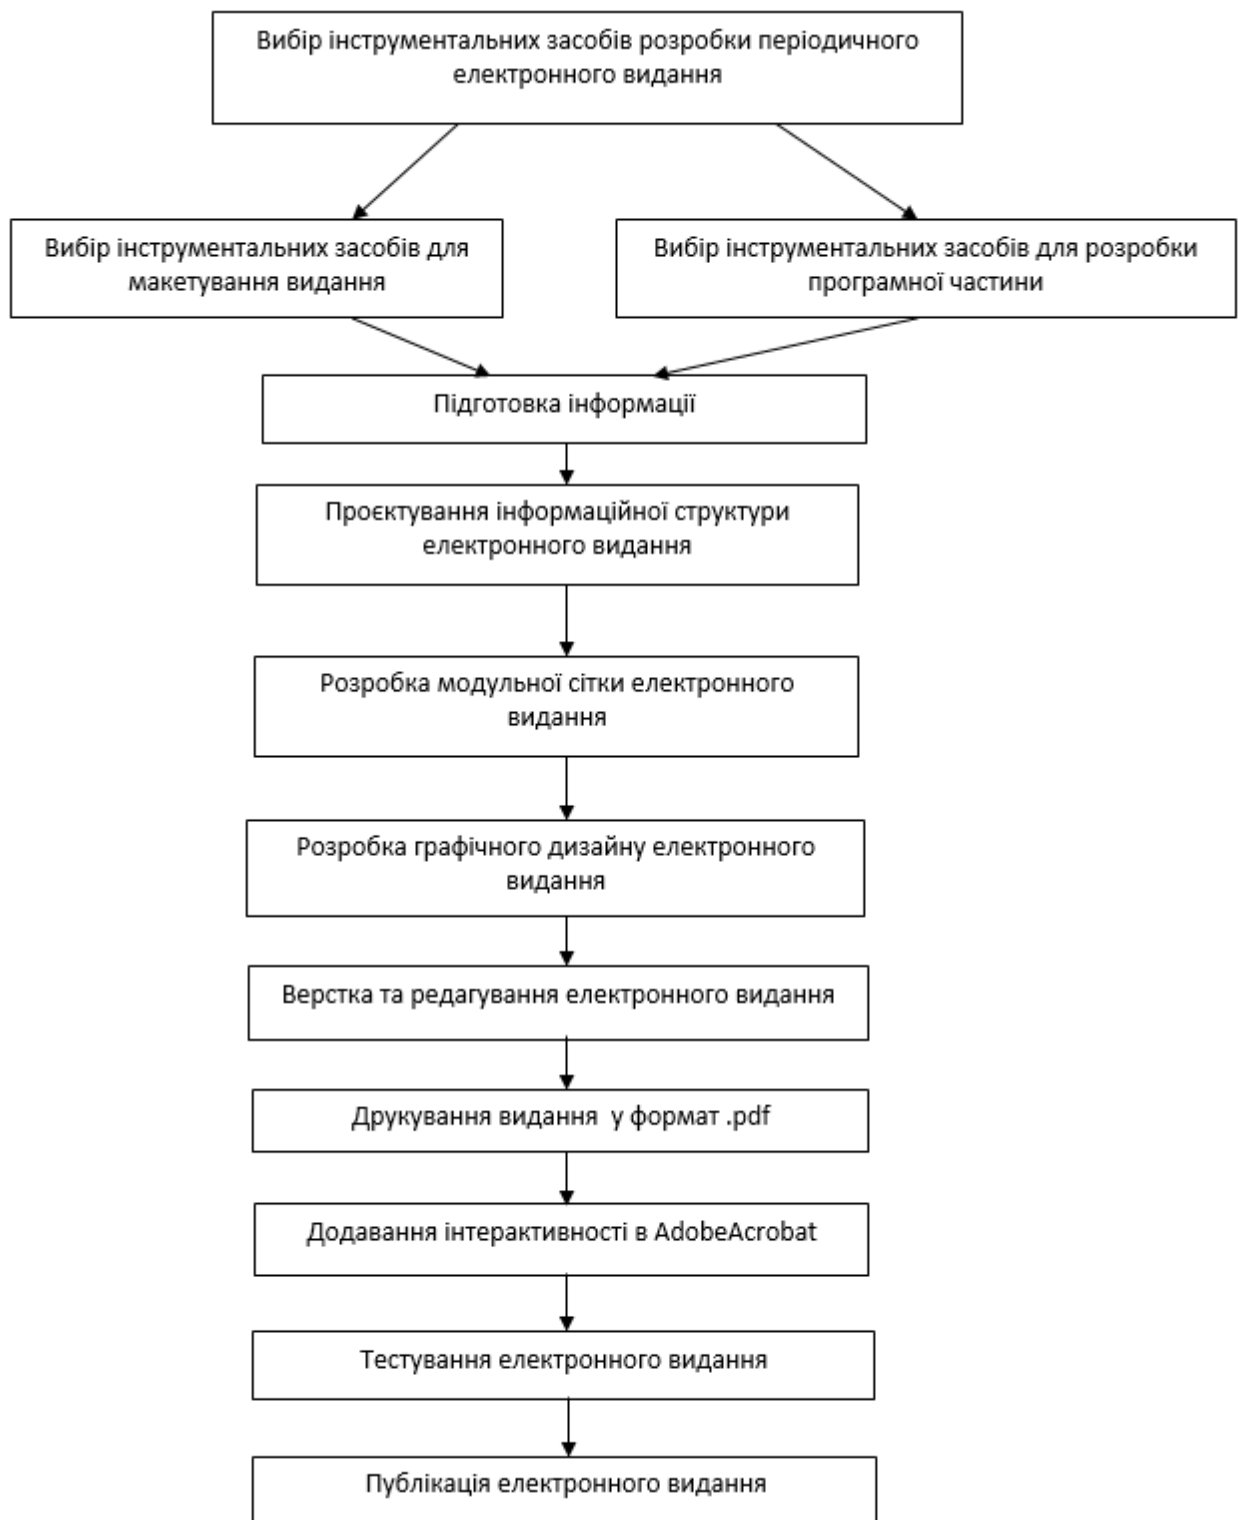 Вибір інструментальних засобів розробки періодичного
електронного видання
Вибір інструментальних засобів для
макетування видання
Вибір інструментальних засобів для розробки
програмної частини
Підготовка інформації
Проєктування інформаційної структури
електронного видання
Розробка модульної сітки електронного
видання
Розробка графічного дизайну електронного
видання
Верстка та редагування електронного видання
Друкування видання  у формат .pdf
Додавання інтерактивності в AdobeAcrobat
Тестування електронного видання
Публікація електронного видання